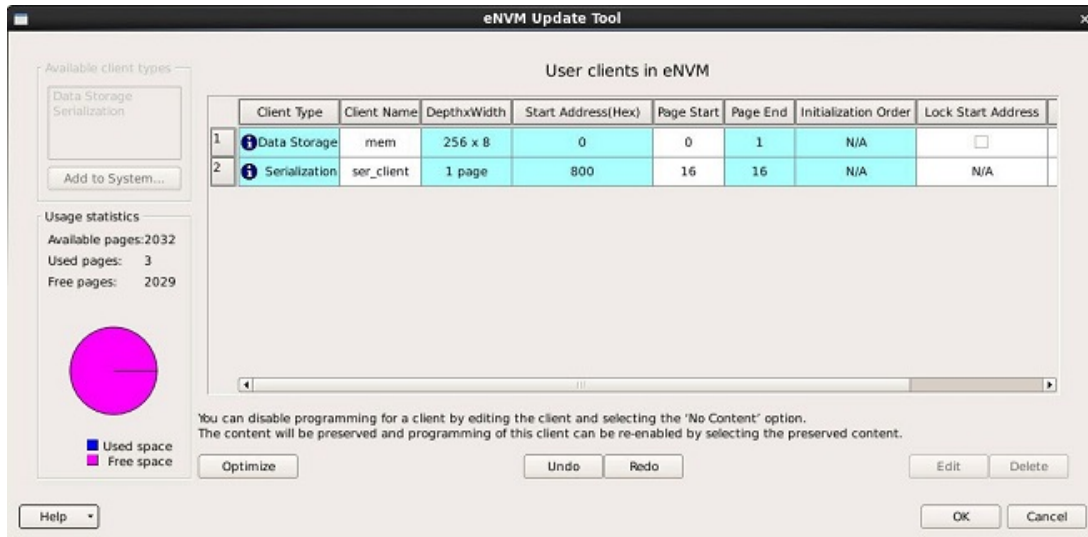 eNVM Update Tool
Available client types
Data Storage
Serialization
Add to System...
Usage statistics
Available pages:2032
Used pages: 3
Free pages: 2029
Used space
Free space
User clients in eNVM
Client Type Client Name DepthxWidth Start Address(Hex) Page Start Page End Initialization Order Lock Start Address
1 Data Storage mem 256 x 8 0 0 1 N/A
2 Serialization ser_client 1 page 800 16 16 N/A N/A
You can disable programming for a client by editing the client and selecting the 'No Content' option.
The content will be preserved and programming of this client can be re-enabled by selecting the preserved content.
Optimize Undo Redo Edit Delete
Help OK Cancel